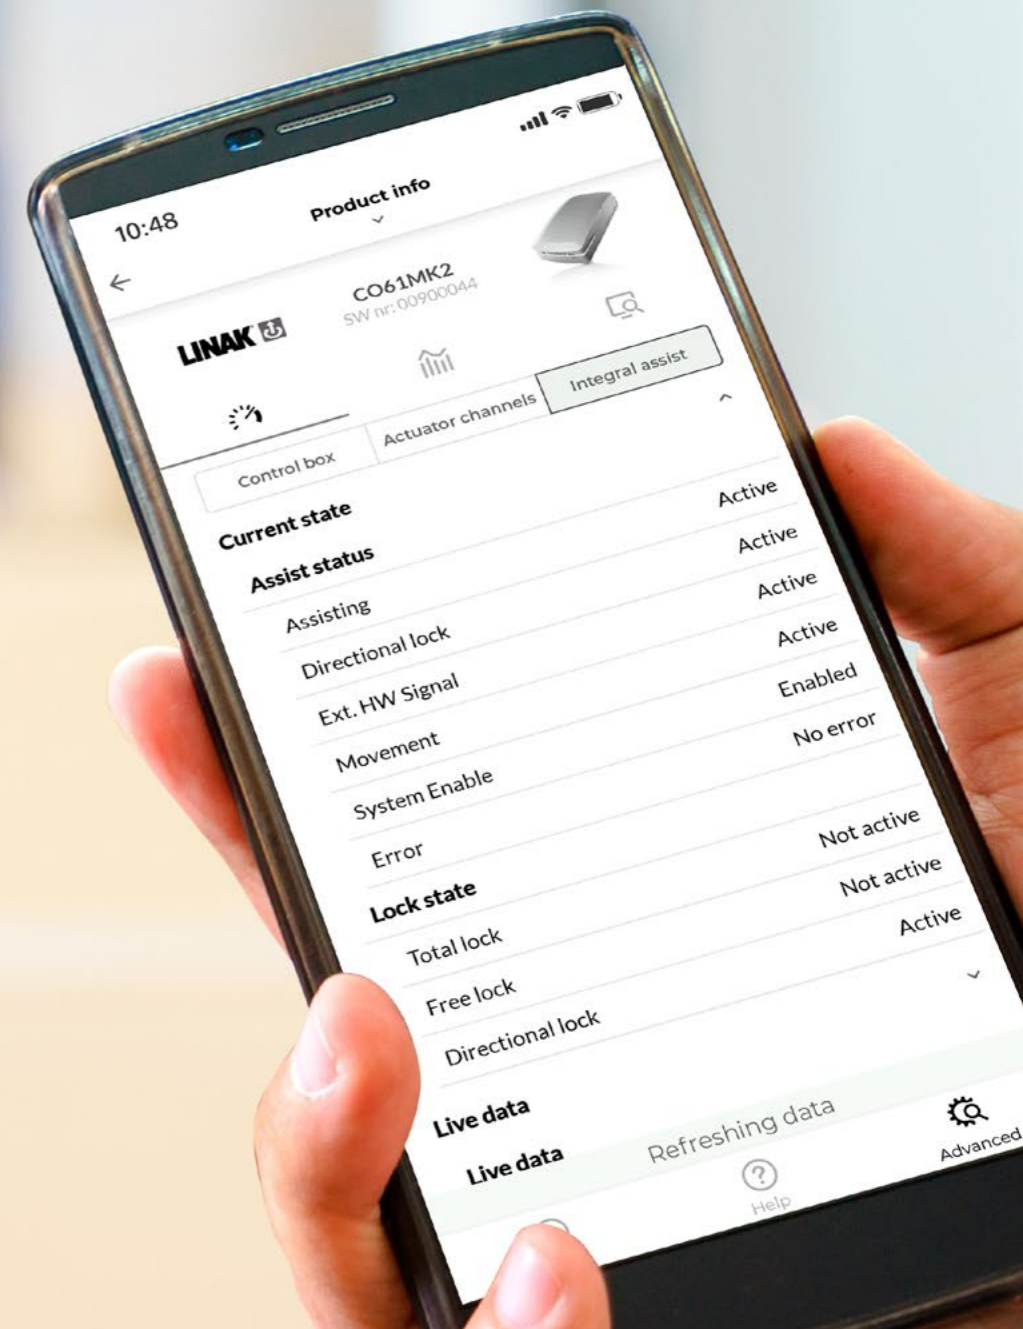 10:48
Product info
CO61MK2
SW nr: 00900044
LINAK
Control box
Actuator channels
Integral assist
Current state
Assist status
Assisting Active
Directional lock Active
Ext. HW Signal Active
Movement Active
System Enable Enabled
Error No error
Lock state
Total lock Not active
Free lock Not active
Directional lock Active
Live data
Live data
Refreshing data
Help
Advanced